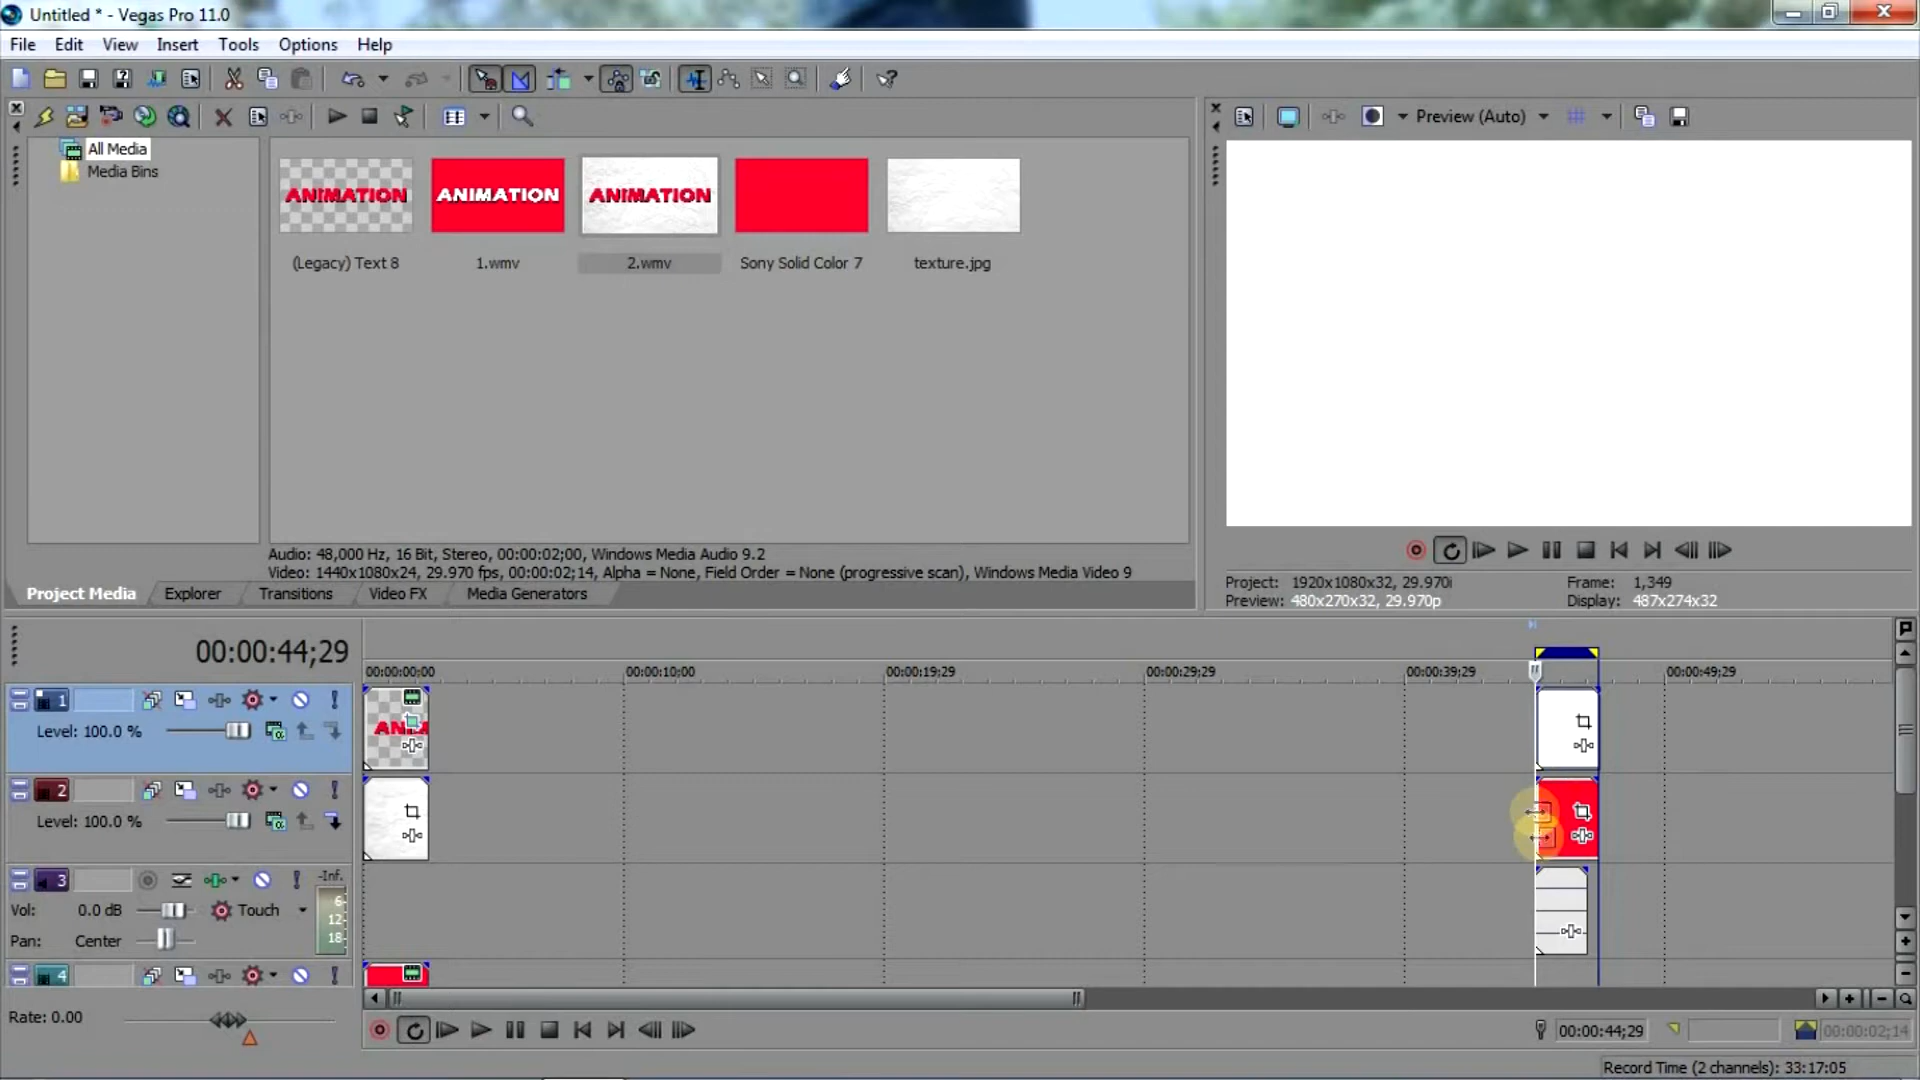 Untitled * - Vegas Pro 11.0
File Edit View Insert Tools Options Help
All Media
Media Bins
ANIMATION
ANIMATION
ANIMATION
(Legacy) Text 8
1.wmv
2.wmv
Sony Solid Color 7
texture.jpg
Audio: 48,000 Hz, 16 Bit, Stereo, 00:00:02;00, Windows Media Audio 9.2
Video: 1440x1080x24, 29.970 fps, 00:00:02;14, Alpha = None, Field Order = None (progressive scan), Windows Media Video 9
Project Media Explorer Transitions Video FX Media Generators
Preview (Auto)
Project: 1920x1080x32, 29.970i
Frame: 1,349
Preview: 480x270x32, 29.970p
Display: 487x274x32
00:00:44;29
00:00:00;00 00:00:10;00 00:00:19;29 00:00:29;29 00:00:39;29 00:00:49;29
1
Level: 100.0 %
2
Level: 100.0 %
3
-Inf.
Vol: 0.0 dB Touch
6
12
18
Pan: Center
4
Rate: 0.00
00:00:44;29
00:00:02;14
Record Time (2 channels): 33:17:05